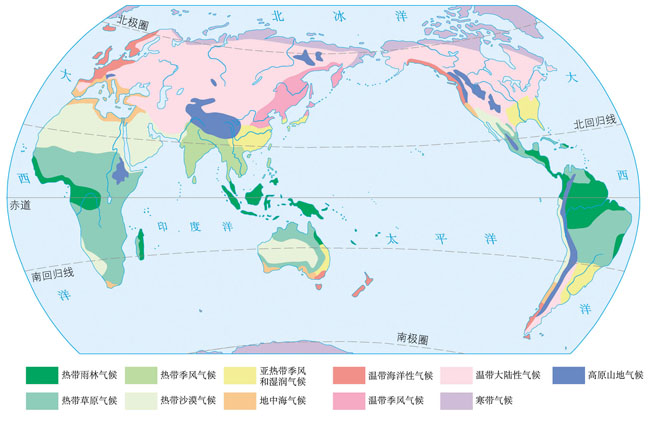 北极圈
北冰洋
大
大
北回归线
西
西
赤道
印度洋
太平洋
南回归线
洋
洋
南极圈
热带雨林气候
热带季风气候
亚热带季风
和湿润气候
温带海洋性气候
温带大陆性气候
高原山地气候
热带草原气候
热带沙漠气候
地中海气候
温带季风气候
寒带气候